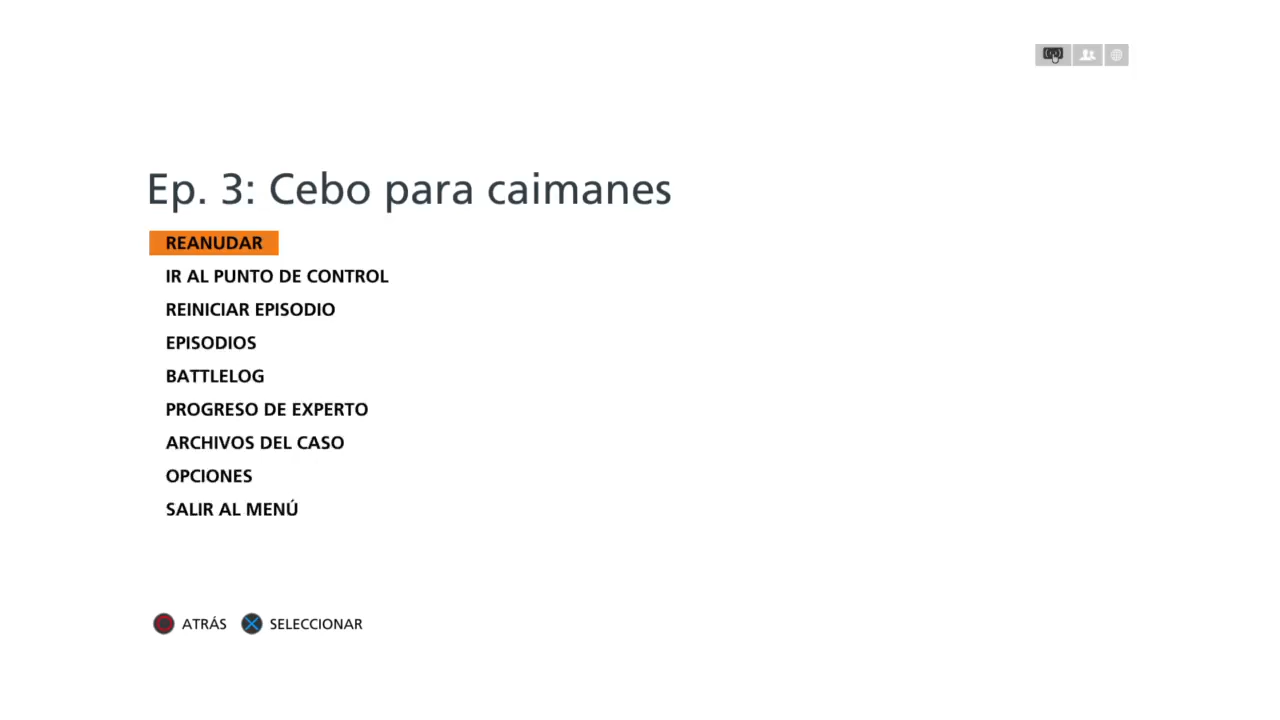 Ep. 3: Cebo para caimanes
REANUDAR
IR AL PUNTO DE CONTROL
REINICIAR EPISODIO
EPISODIOS
BATTLELOG
PROGRESO DE EXPERTO
ARCHIVOS DEL CASO
OPCIONES
SALIR AL MENÚ
ATRÁS SELECCIONAR